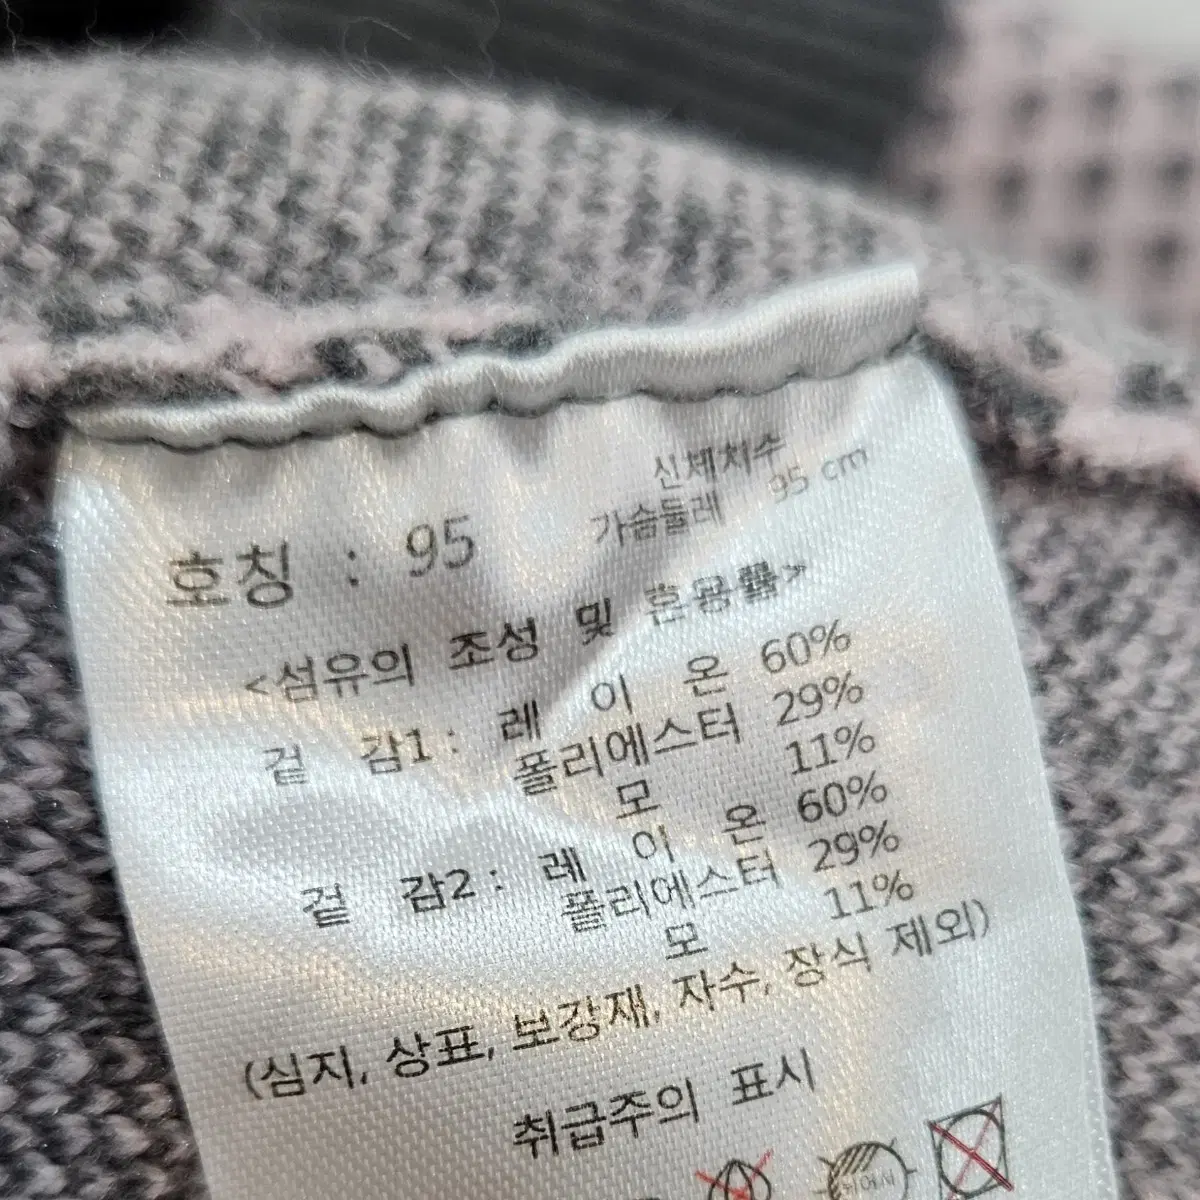 신체치수
호칭 : 95 가슴둘레 95 cm
<섬유의 조성 및 혼용률>
겉 감1 : 레 이 온 60%
폴리에스터 29%
모 11%
겉 감2 : 레 이 온 60%
폴리에스터 29%
모 11%
(심지, 상표, 보강재, 자수, 장식 제외)
취급주의 표시